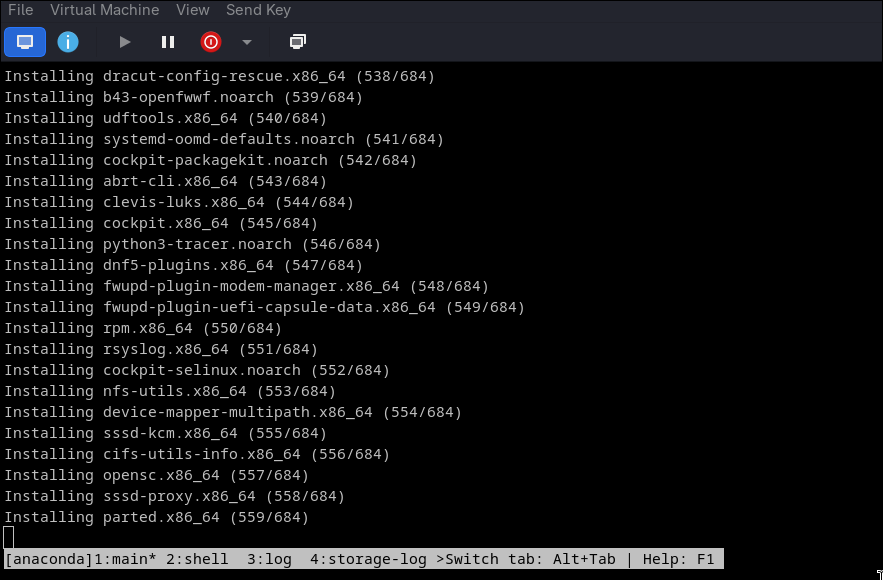 File Virtual Machine View Send Key
Installing dracut-config-rescue.x86_64 (538/684)
Installing b43-openfwwf.noarch (539/684)
Installing udftools.x86_64 (540/684)
Installing systemd-oomd-defaults.noarch (541/684)
Installing cockpit-packagekit.noarch (542/684)
Installing abrt-cli.x86_64 (543/684)
Installing clevis-luks.x86_64 (544/684)
Installing cockpit.x86_64 (545/684)
Installing python3-tracer.noarch (546/684)
Installing dnf5-plugins.x86_64 (547/684)
Installing fwupd-plugin-modem-manager.x86_64 (548/684)
Installing fwupd-plugin-uefi-capsule-data.x86_64 (549/684)
Installing rpm.x86_64 (550/684)
Installing rsyslog.x86_64 (551/684)
Installing cockpit-selinux.noarch (552/684)
Installing nfs-utils.x86_64 (553/684)
Installing device-mapper-multipath.x86_64 (554/684)
Installing sssd-kcm.x86_64 (555/684)
Installing cifs-utils-info.x86_64 (556/684)
Installing opensc.x86_64 (557/684)
Installing sssd-proxy.x86_64 (558/684)
Installing parted.x86_64 (559/684)
[anaconda]1:main* 2:shell  3:log  4:storage-log >Switch tab: Alt+Tab | Help: F1